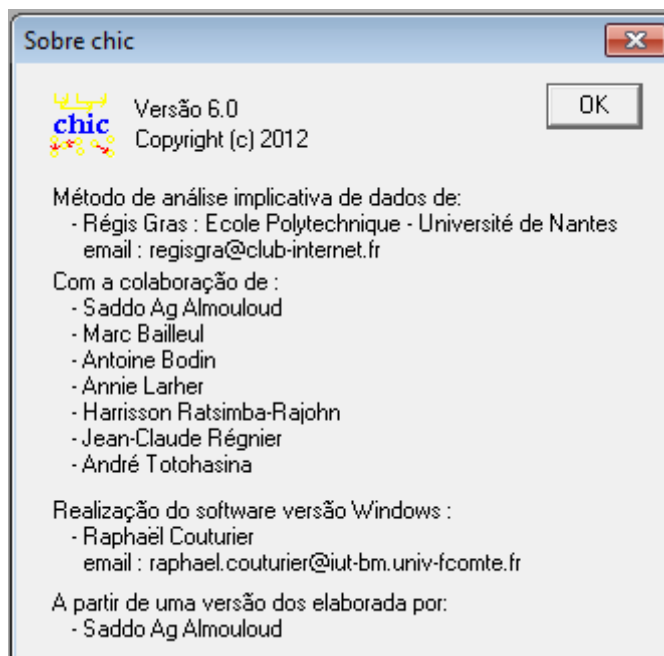 Sobre chic
OK
chic
Versão 6.0
Copyright (c) 2012
Método de análise implicativa de dados de:
- Régis Gras : Ecole Polytechnique - Université de Nantes
email : regisgra@club-internet.fr
Com a colaboração de :
- Saddo Ag Almouloud
- Marc Bailleul
- Antoine Bodin
- Annie Larher
- Harrisson Ratsimba-Rajohn
- Jean-Claude Régnier
- André Totohasina
Realização do software versão Windows :
- Raphaël Couturier
email : raphael.couturier@iut-bm.univ-fcomte.fr
A partir de uma versão dos elaborada por:
- Saddo Ag Almouloud